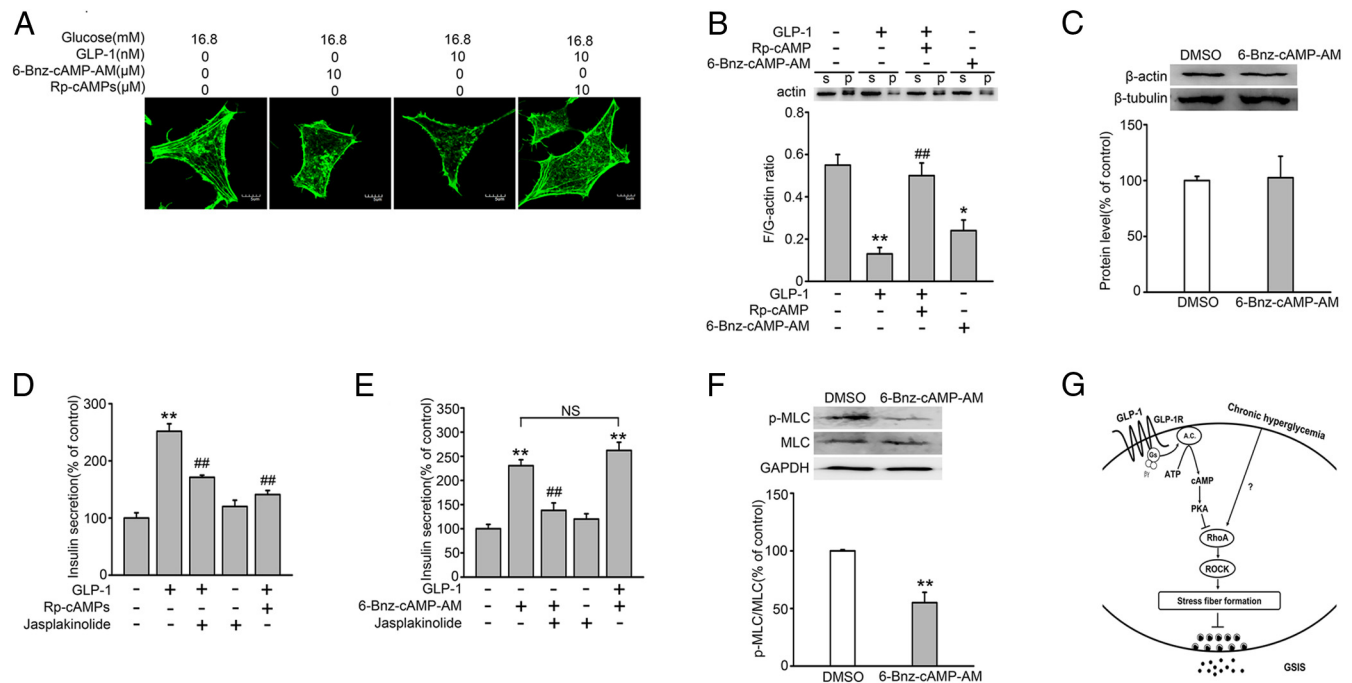 A
Glucose(mM) 16.8 16.8 16.8 16.8
GLP-1(nM) 0 0 10 10
6-Bnz-cAMP-AM(μM) 0 10 0 0
Rp-cAMPs(μM) 0 0 0 10
5μm 5μm 5μm 5μm
B
GLP-1 - + + -
Rp-cAMP - - + -
6-Bnz-cAMP-AM - - - +
s p s p s p s p
actin
F/G-actin ratio
0.8
0.6
0.4
0.2
0
** ## *
GLP-1 - + + -
Rp-cAMP - - + -
6-Bnz-cAMP-AM - - - +
C
DMSO 6-Bnz-cAMP-AM
β-actin
β-tubulin
Protein level(% of control)
150
100
50
0
DMSO 6-Bnz-cAMP-AM
D
Insulin secretion(% of control)
300
200
100
0
** ## ##
GLP-1 - + + - +
Rp-cAMPs - - - - +
Jasplakinolide - - + + -
E
Insulin secretion(% of control)
350
300
250
200
150
100
50
0
NS
** ## **
GLP-1 - - - - +
6-Bnz-cAMP-AM - + + - +
Jasplakinolide - - + + -
F
DMSO 6-Bnz-cAMP-AM
p-MLC
MLC
GAPDH
p-MLC/MLC(% of control)
150
100
50
0
**
DMSO 6-Bnz-cAMP-AM
G
GLP-1
GLP-1R
Chronic hyperglycemia
A.C.
Gs
βγ
ATP
cAMP
?
PKA
RhoA
ROCK
Stress fiber formation
GSIS